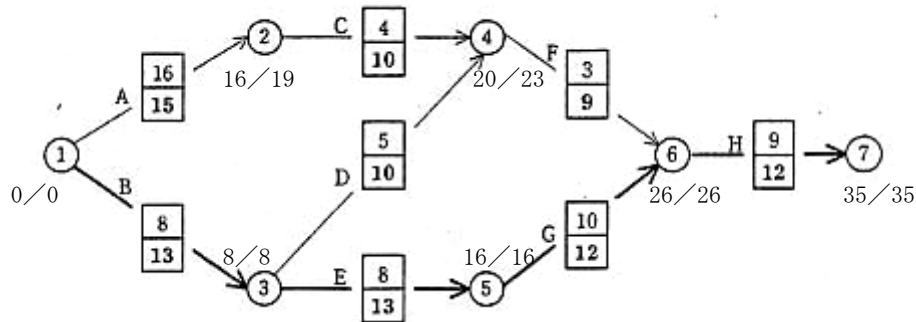 ② C 4 10 ④
16／19 20／23
F 3 9
A 16 15
D 5 10
① ⑥ H 9 12 ⑦
0／0 26／26 35／35
B 8 13
8／8 16／16 G 10 12
③ E 8 13 ⑤